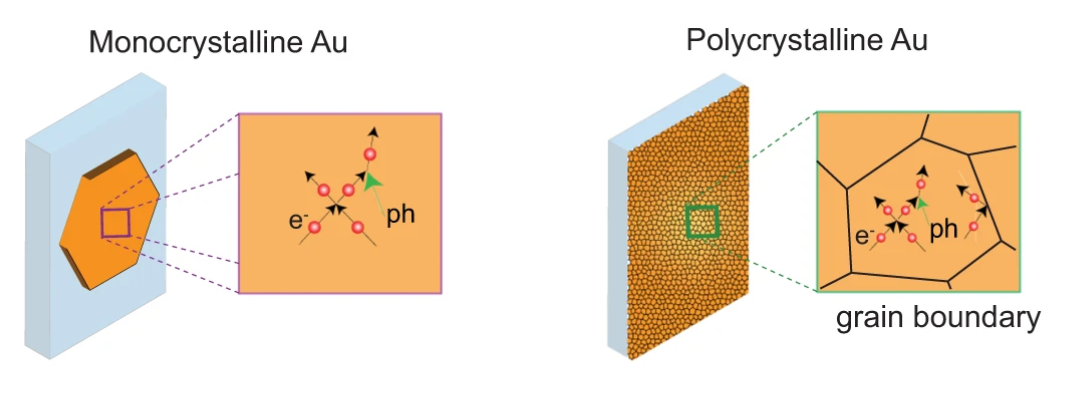 Monocrystalline Au
Polycrystalline Au
e-
ph
e-
ph
grain boundary